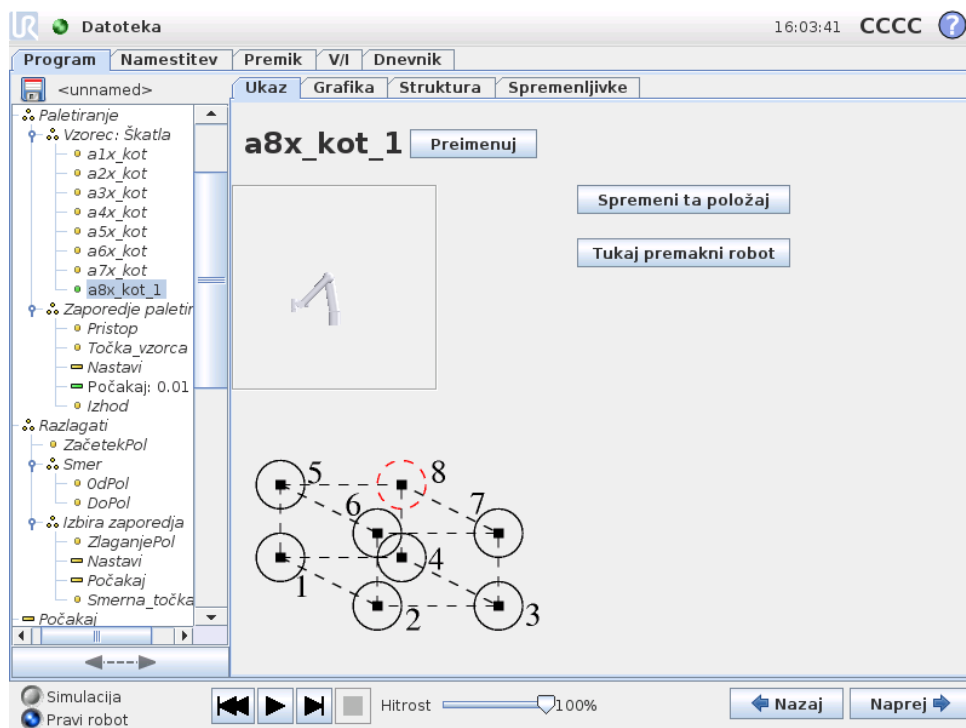 UR Datoteka 16:03:41 CCCC ?
Program Namestitev Premik V/I Dnevnik
<unnamed>
Ukaz Grafika Struktura Spremenljivke
Paletiranje
Vzorec: Škatla
a1x_kot
a2x_kot
a3x_kot
a4x_kot
a5x_kot
a6x_kot
a7x_kot
a8x_kot_1
Zaporedje paletir
Pristop
Točka_vzorca
Nastavi
Počakaj: 0.01
Izhod
Razlagati
ZačetekPol
Smer
OdPol
DoPol
Izbira zaporedja
ZlaganjePol
Nastavi
Počakaj
Smerna_točka
Počakaj
a8x_kot_1 Preimenuj
Spremeni ta položaj
Tukaj premakni robot
5 8
6 7
1 4
2 3
Simulacija
Pravi robot
Hitrost 100%
Nazaj Naprej